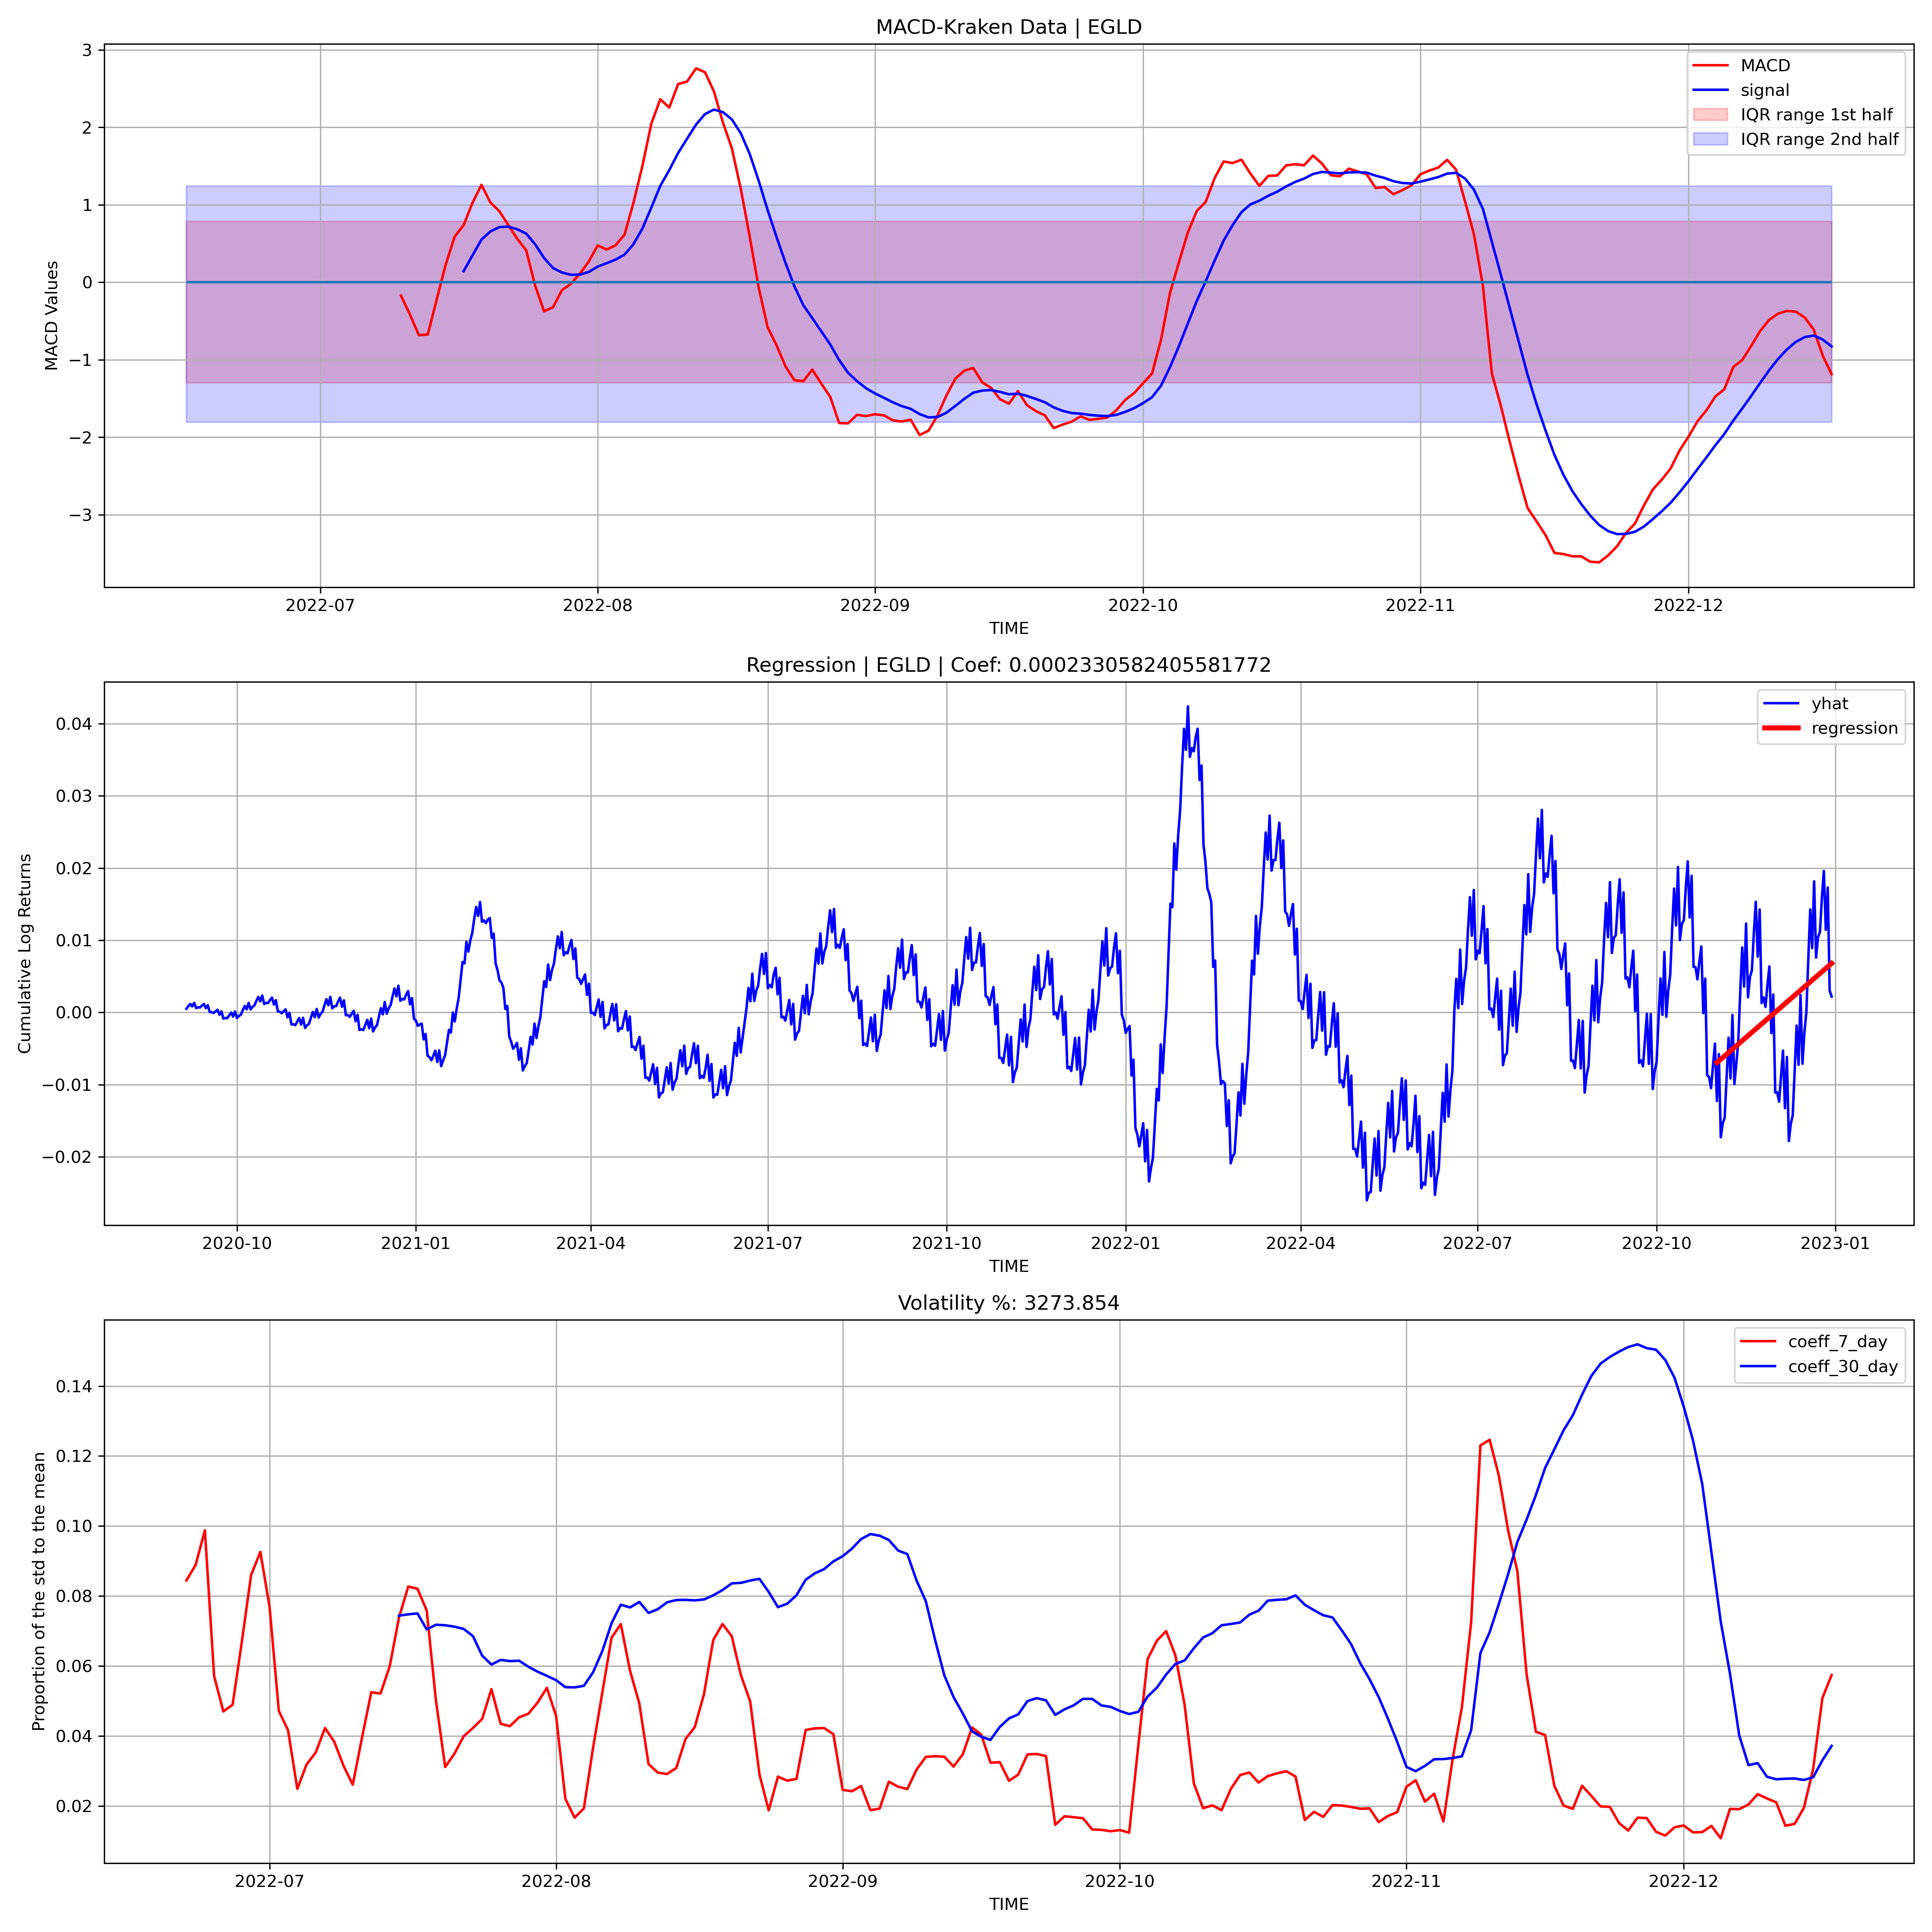 MACD-Kraken Data | EGLD
MACD Values
3
2
1
0
−1
−2
−3
MACD
signal
IQR range 1st half
IQR range 2nd half
2022-07 2022-08 2022-09 2022-10 2022-11 2022-12
TIME
Regression | EGLD | Coef: 0.0002330582405581772
Cumulative Log Returns
0.04
0.03
0.02
0.01
0.00
−0.01
−0.02
yhat
regression
2020-10 2021-01 2021-04 2021-07 2021-10 2022-01 2022-04 2022-07 2022-10 2023-01
TIME
Volatility %: 3273.854
Proportion of the std to the mean
0.14
0.12
0.10
0.08
0.06
0.04
0.02
coeff_7_day
coeff_30_day
2022-07 2022-08 2022-09 2022-10 2022-11 2022-12
TIME